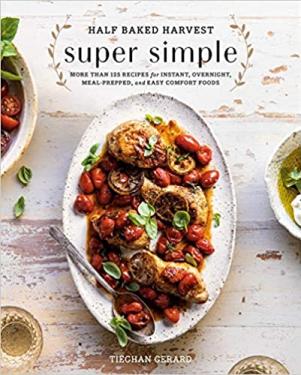 HALF BAKED HARVEST
super simple
MORE THAN 125 RECIPES for INSTANT, OVERNIGHT,
MEAL-PREPPED, and EASY COMFORT FOODS
TIEGHAN GERARD